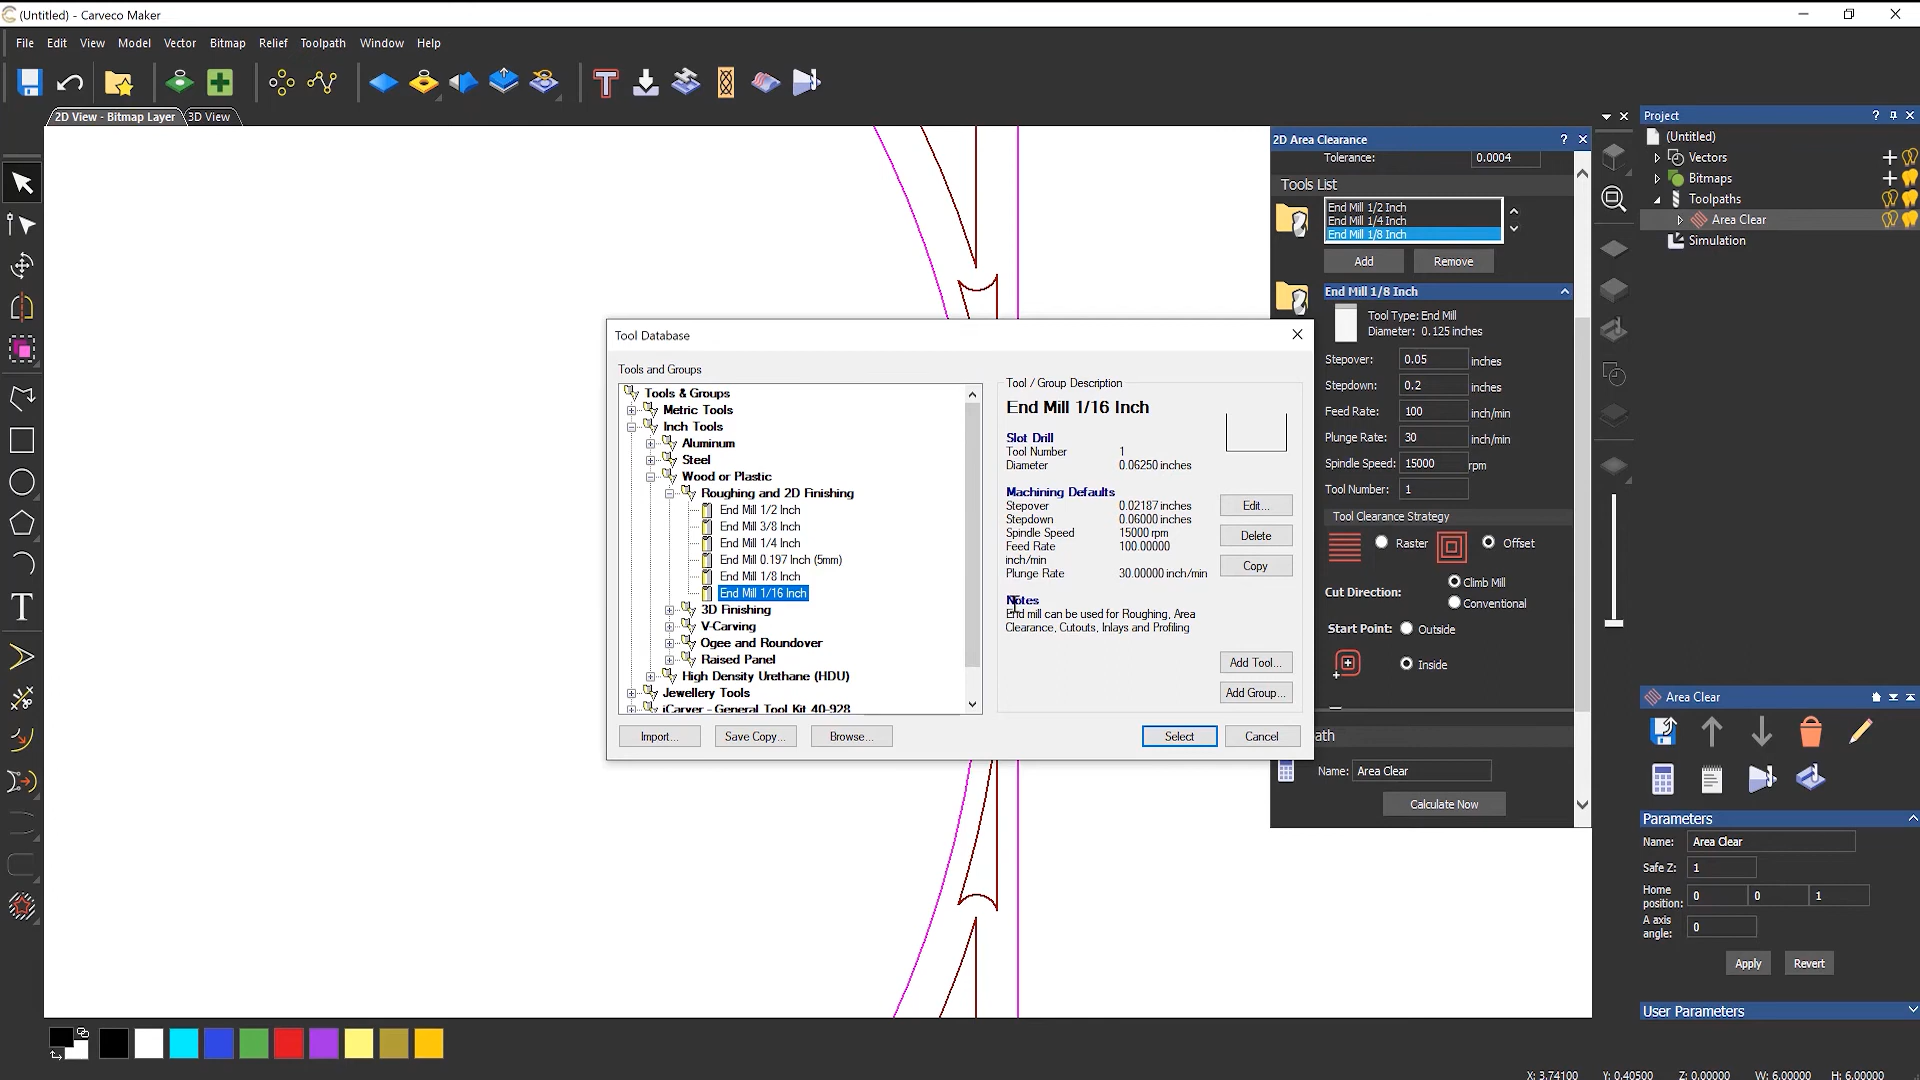 (Untitled) - Carveco Maker
File Edit View Model Vector Bitmap Relief Toolpath Window Help
2D View - Bitmap Layer 3D View
2D Area Clearance
Tolerance: 0.0004
Tools List
End Mill 1/2 Inch
End Mill 1/4 Inch
End Mill 1/8 Inch
Add Remove
End Mill 1/8 Inch
Tool Type: End Mill
Diameter: 0.125 inches
Stepover: 0.05 inches
Stepdown: 0.2 inches
Feed Rate: 100 inch/min
Plunge Rate: 30 inch/min
Spindle Speed: 15000 rpm
Tool Number: 1
Tool Clearance Strategy
Raster Offset
Cut Direction: Climb Mill
Conventional
Start Point: Outside
Inside
ath
Name: Area Clear
Calculate Now
Tool Database
Tools and Groups
Tools & Groups
Metric Tools
Inch Tools
Aluminum
Steel
Wood or Plastic
Roughing and 2D Finishing
End Mill 1/2 Inch
End Mill 3/8 Inch
End Mill 1/4 Inch
End Mill 0.197 Inch (5mm)
End Mill 1/8 Inch
End Mill 1/16 Inch
3D Finishing
V-Carving
Ogee and Roundover
Raised Panel
High Density Urethane (HDU)
Jewellery Tools
iCarver - General Tool Kit 40-928
Import... Save Copy... Browse...
Tool / Group Description
End Mill 1/16 Inch
Slot Drill
Tool Number 1
Diameter 0.06250 inches
Machining Defaults
Stepover 0.02187 inches
Stepdown 0.06000 inches
Spindle Speed 15000 rpm
Feed Rate 100.00000
inch/min
Plunge Rate 30.00000 inch/min
Notes
End mill can be used for Roughing, Area
Clearance, Cutouts, Inlays and Profiling
Edit...
Delete
Copy
Add Tool...
Add Group...
Select Cancel
Project
(Untitled)
Vectors
Bitmaps
Toolpaths
Area Clear
Simulation
Area Clear
Parameters
Name: Area Clear
Safe Z: 1
Home
position: 0 0 1
A axis
angle: 0
Apply Revert
User Parameters
X: 3.74100 Y: 0.40500 Z: 0.00000 W: 6.00000 H: 6.00000